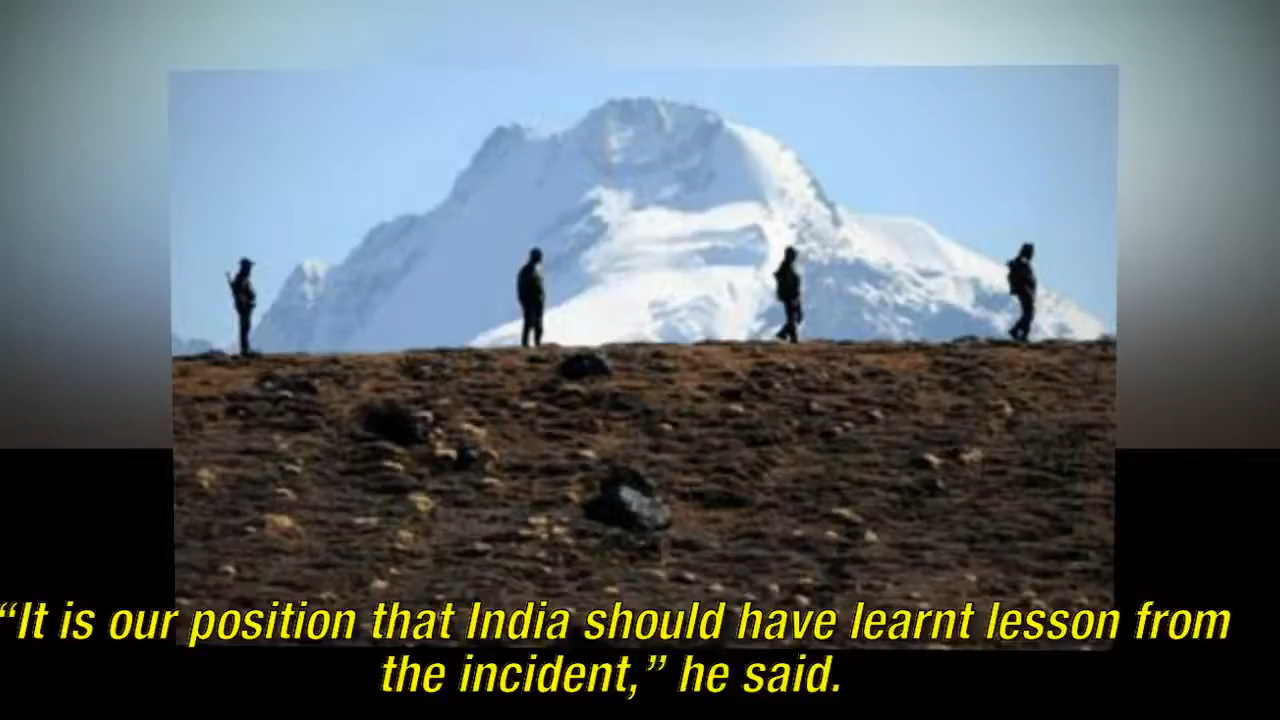 “It is our position that India should have learnt lesson from
the incident,” he said.